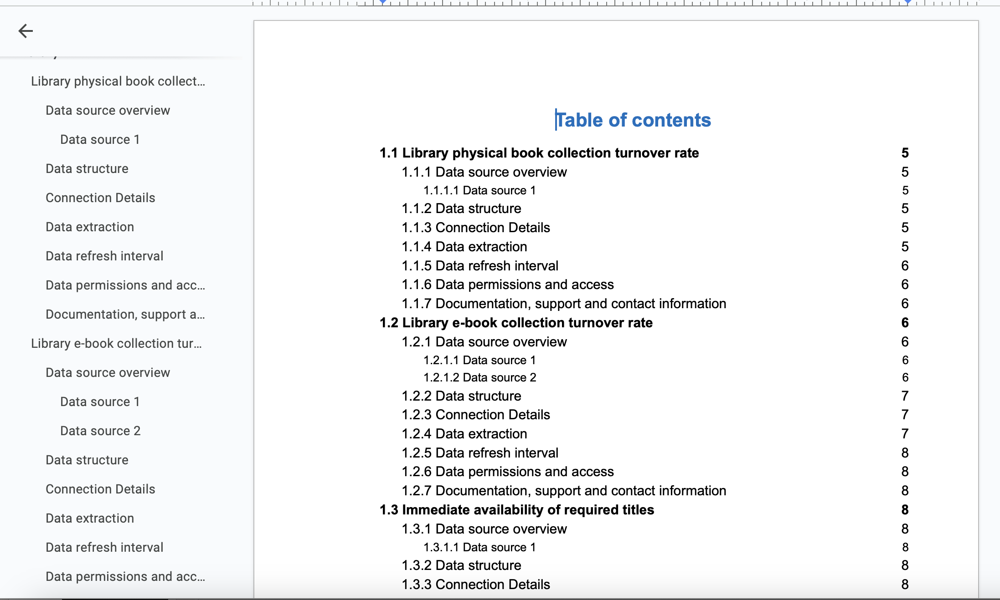 Library physical book collect...
Data source overview
Data source 1
Data structure
Connection Details
Data extraction
Data refresh interval
Data permissions and acc...
Documentation, support a...
Library e-book collection tur...
Data source overview
Data source 1
Data source 2
Data structure
Connection Details
Data extraction
Data refresh interval
Data permissions and acc...
Table of contents
1.1 Library physical book collection turnover rate 5
1.1.1 Data source overview 5
1.1.1.1 Data source 1 5
1.1.2 Data structure 5
1.1.3 Connection Details 5
1.1.4 Data extraction 5
1.1.5 Data refresh interval 6
1.1.6 Data permissions and access 6
1.1.7 Documentation, support and contact information 6
1.2 Library e-book collection turnover rate 6
1.2.1 Data source overview 6
1.2.1.1 Data source 1 6
1.2.1.2 Data source 2 6
1.2.2 Data structure 7
1.2.3 Connection Details 7
1.2.4 Data extraction 7
1.2.5 Data refresh interval 8
1.2.6 Data permissions and access 8
1.2.7 Documentation, support and contact information 8
1.3 Immediate availability of required titles 8
1.3.1 Data source overview 8
1.3.1.1 Data source 1 8
1.3.2 Data structure 8
1.3.3 Connection Details 8